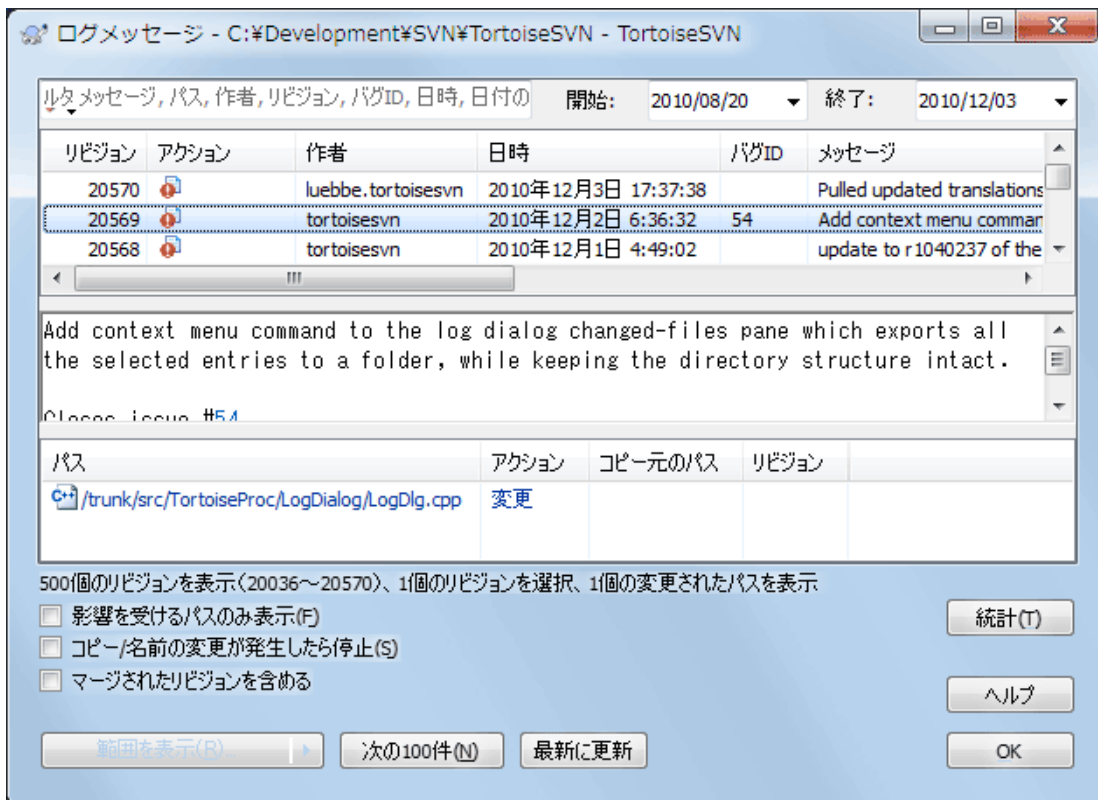 ログメッセージ - C:¥Development¥SVN¥TortoiseSVN - TortoiseSVN
ルタ メッセージ, パス, 作者, リビジョン, バグID, 日時, 日付の 開始: 2010/08/20 終了: 2010/12/03
リビジョン アクション 作者 日時 バグID メッセージ
20570 luebbe.tortoisesvn 2010年12月3日 17:37:38 Pulled updated translations
20569 tortoisesvn 2010年12月2日 6:36:32 54 Add context menu comman
20568 tortoisesvn 2010年12月1日 4:49:02 update to r1040237 of the
Add context menu command to the log dialog changed-files pane which exports all
the selected entries to a folder, while keeping the directory structure intact.
Closes issue #54
パス アクション コピー元のパス リビジョン
C++ /trunk/src/TortoiseProc/LogDialog/LogDlg.cpp 変更
500個のリビジョンを表示(20036～20570)、1個のリビジョンを選択、1個の変更されたパスを表示
影響を受けるパスのみ表示(F)
統計(T)
コピー/名前の変更が発生したら停止(S)
マージされたリビジョンを含める
ヘルプ
範囲を表示(R)... 次の100件(N) 最新に更新 OK